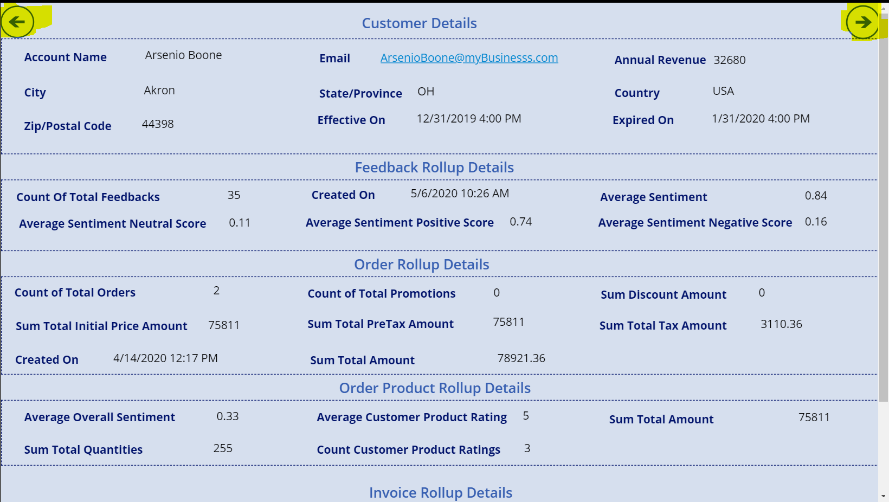 Customer Details
Account Name Arsenio Boone Email ArsenioBoone@myBusinesss.com Annual Revenue 32680
City Akron State/Province OH Country USA
Zip/Postal Code 44398 Effective On 12/31/2019 4:00 PM Expired On 1/31/2020 4:00 PM
Feedback Rollup Details
Count Of Total Feedbacks 35 Created On 5/6/2020 10:26 AM Average Sentiment 0.84
Average Sentiment Neutral Score 0.11 Average Sentiment Positive Score 0.74 Average Sentiment Negative Score 0.16
Order Rollup Details
Count of Total Orders 2 Count of Total Promotions 0 Sum Discount Amount 0
Sum Total Initial Price Amount 75811 Sum Total PreTax Amount 75811 Sum Total Tax Amount 3110.36
Created On 4/14/2020 12:17 PM Sum Total Amount 78921.36
Order Product Rollup Details
Average Overall Sentiment 0.33 Average Customer Product Rating 5 Sum Total Amount 75811
Sum Total Quantities 255 Count Customer Product Ratings 3
Invoice Rollup Details